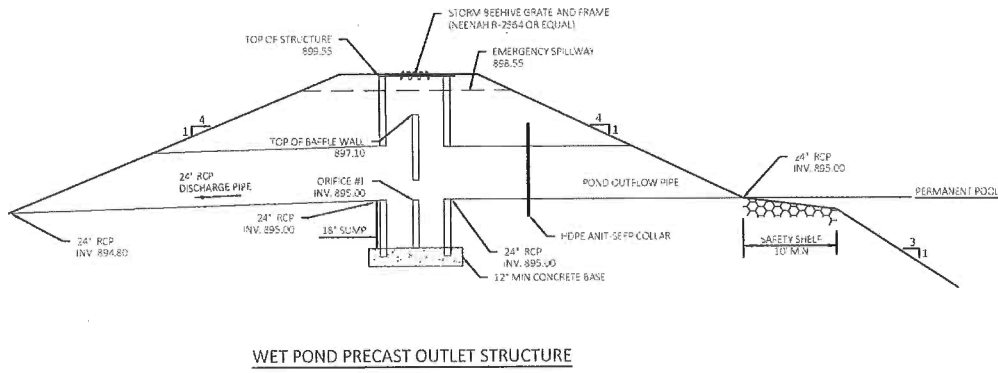 STORM BEEHIVE GRATE AND FRAME
(NEENAH R-2564 OR EQUAL)
TOP OF STRUCTURE
899.55
EMERGENCY SPILLWAY
898.55
4
1
4
1
TOP OF BAFFLE WALL
897.10
24" RCP
INV. 895.00
24" RCP
DISCHARGE PIPE
ORIFICE #1
INV. 895.00
POND OUTFLOW PIPE
PERMANENT POOL
24" RCP
INV. 894.80
24" RCP
INV. 895.00
18" SUMP
24" RCP
INV. 895.00
HDPE ANIT-SEEP COLLAR
SAFETY SHELF
10' MIN
3
1
12" MIN CONCRETE BASE
WET POND PRECAST OUTLET STRUCTURE